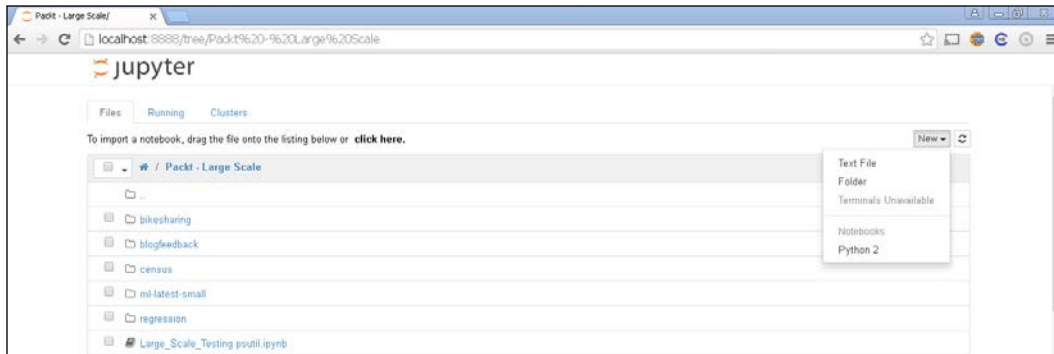 Packt - Large Scale/
localhost:8888/tree/Packt%20-%20Large%20Scale
jupyter
Files Running Clusters
To import a notebook, drag the file onto the listing below or click here.
New
Text File
Folder
Terminals Unavailable
Notebooks
Python 2
/ Packt - Large Scale
..
bikesharing
blogfeedback
census
ml-latest-small
regression
Large_Scale_Testing psutil.ipynb